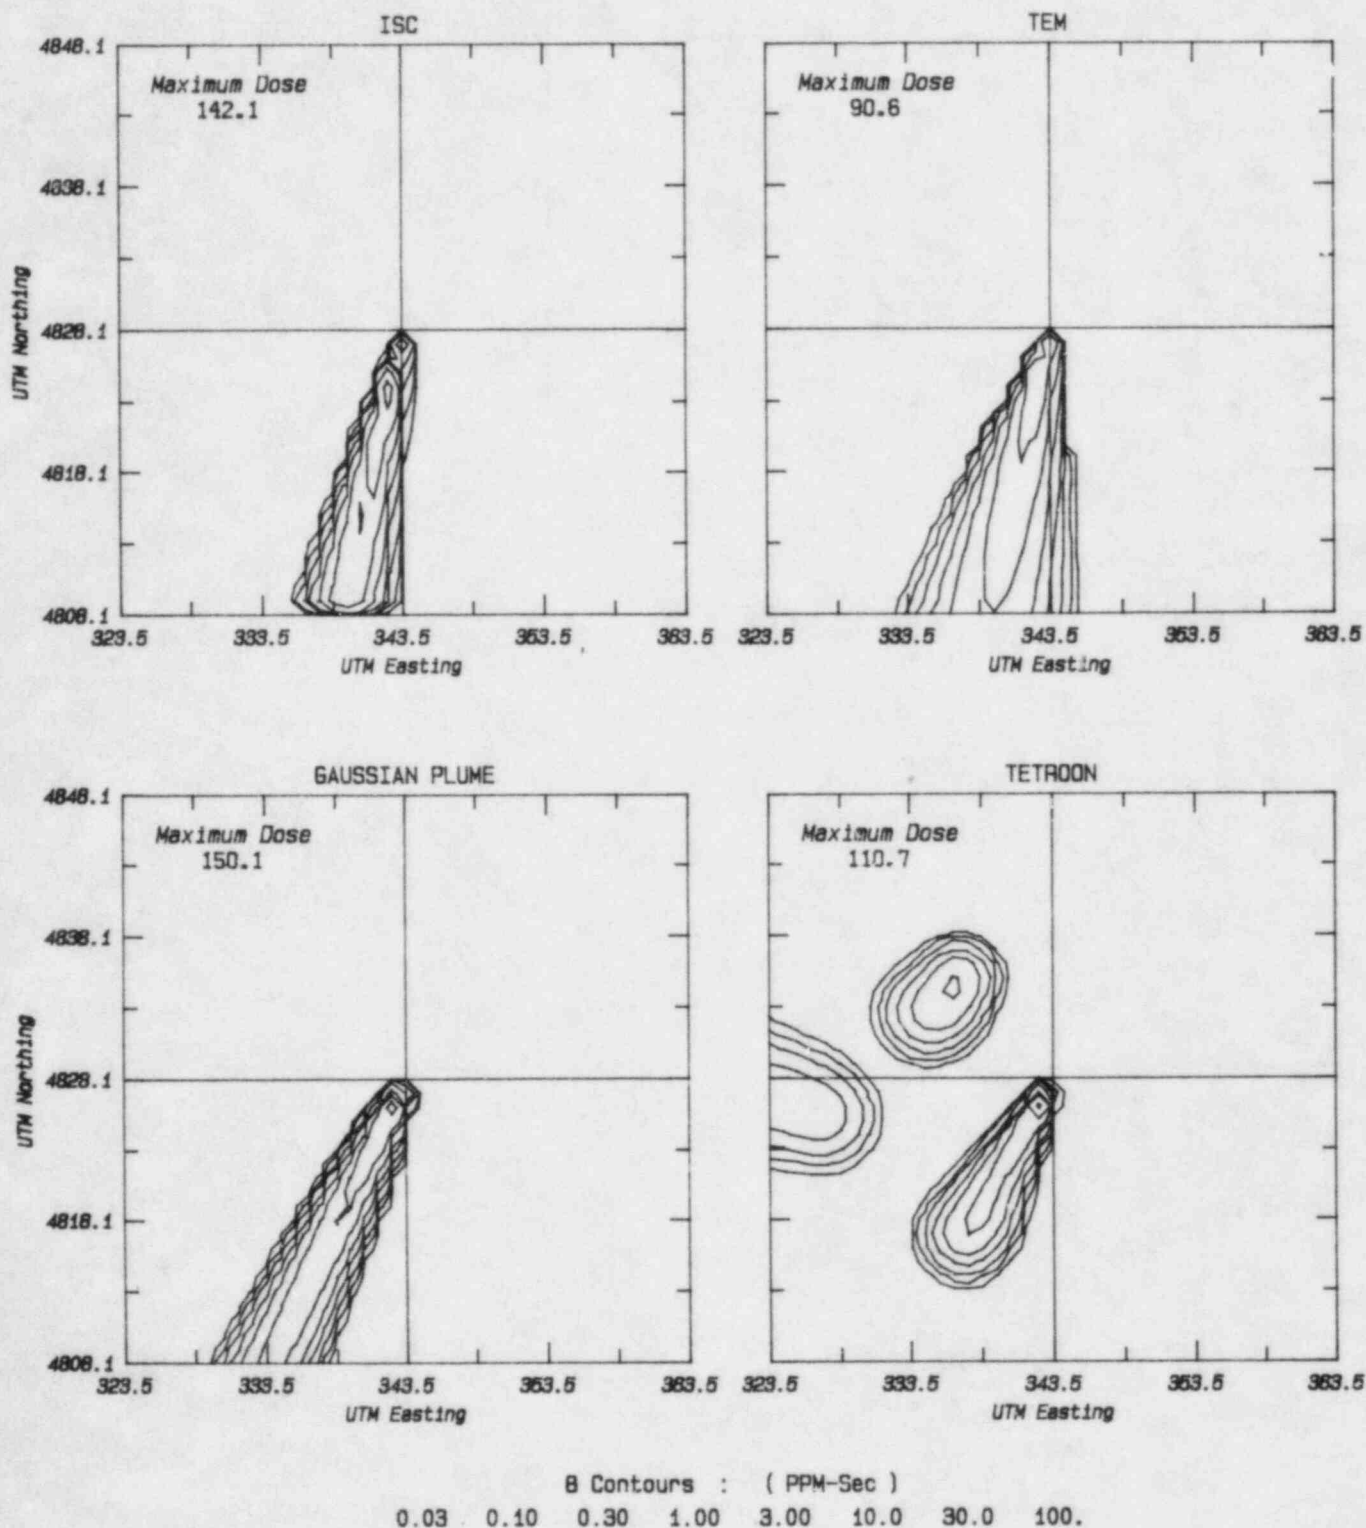 ISC
TEM
4848.1
Maximum Dose
142.1
Maximum Dose
90.6
4838.1
UTM Northing
4828.1
4818.1
4808.1
323.5 333.5 343.5 353.5 363.5
UTM Easting
323.5 333.5 343.5 353.5 363.5
UTM Easting
GAUSSIAN PLUME
TETROON
4848.1
Maximum Dose
150.1
Maximum Dose
110.7
4838.1
UTM Northing
4828.1
4818.1
4808.1
323.5 333.5 343.5 353.5 363.5
UTM Easting
323.5 333.5 343.5 353.5 363.5
UTM Easting
8 Contours : ( PPM-Sec )
0.03 0.10 0.30 1.00 3.00 10.0 30.0 100.